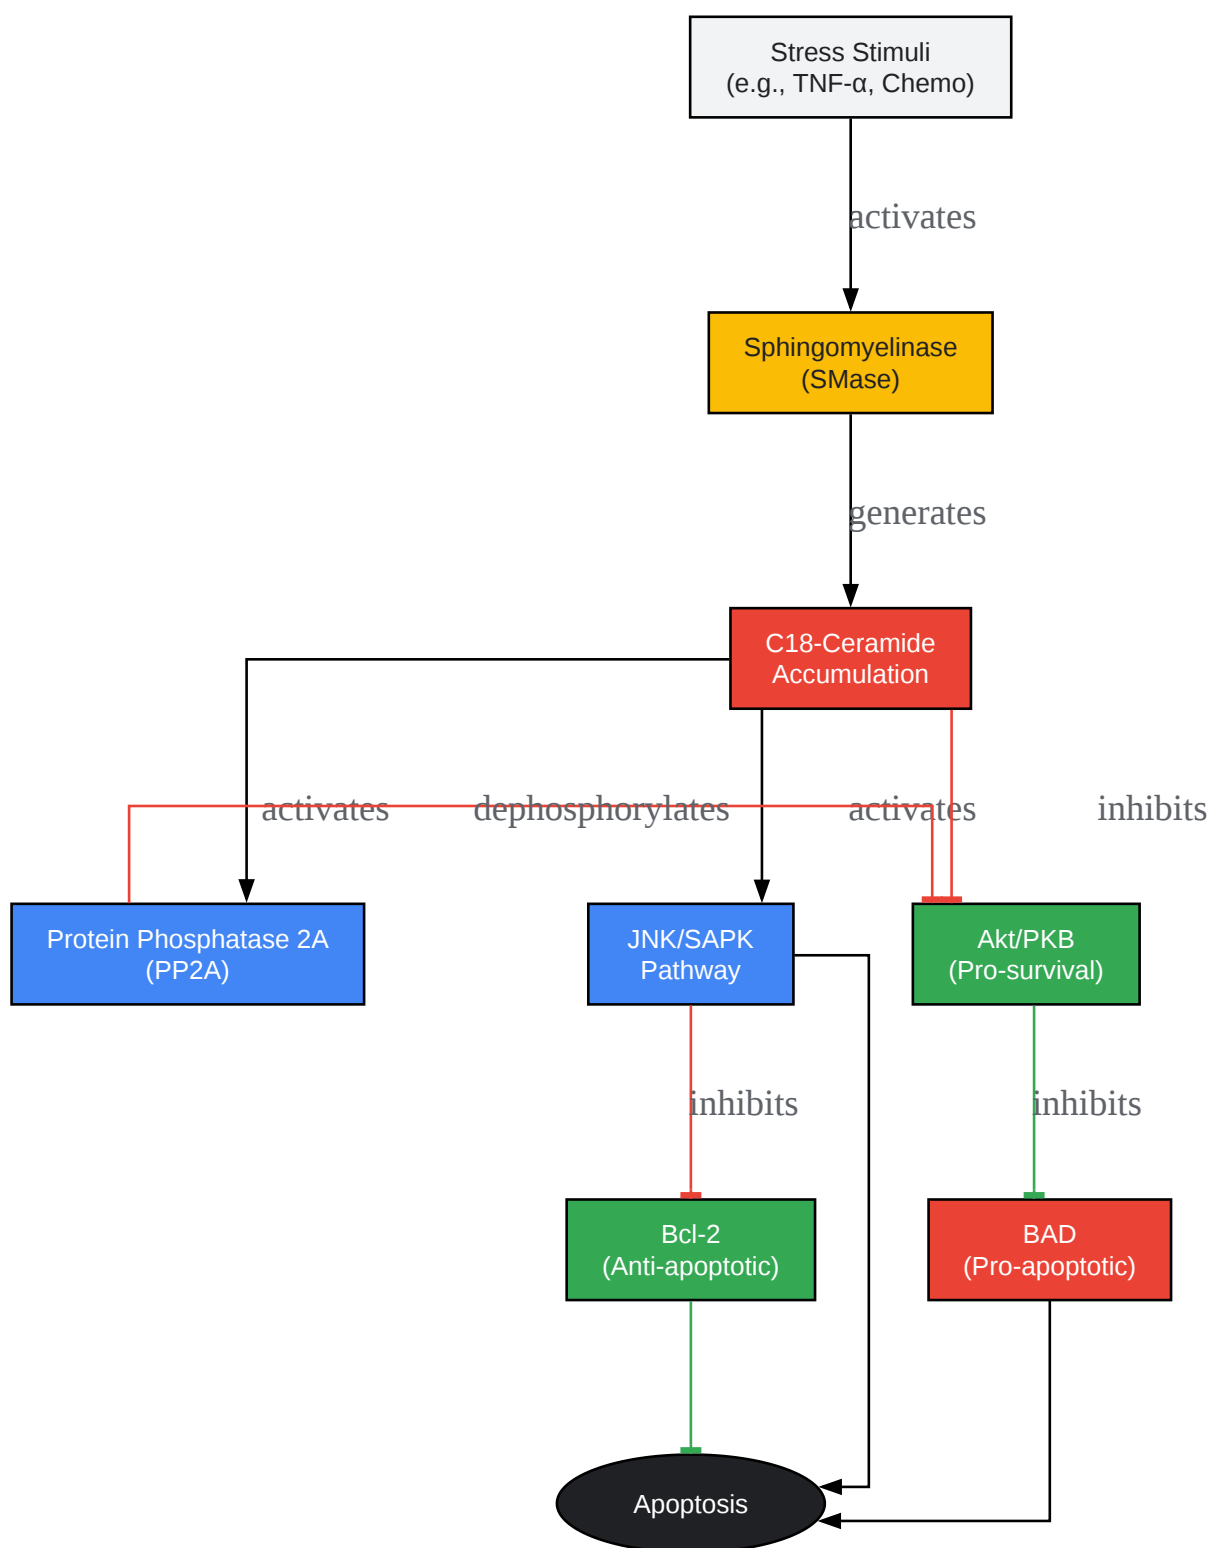 Stress Stimuli
(e.g., TNF-α, Chemo)
activates
Sphingomyelinase
(SMase)
generates
C18-Ceramide
Accumulation
activates
dephosphorylates
activates
inhibits
Protein Phosphatase 2A
(PP2A)
JNK/SAPK
Pathway
Akt/PKB
(Pro-survival)
inhibits
inhibits
Bcl-2
(Anti-apoptotic)
BAD
(Pro-apoptotic)
Apoptosis